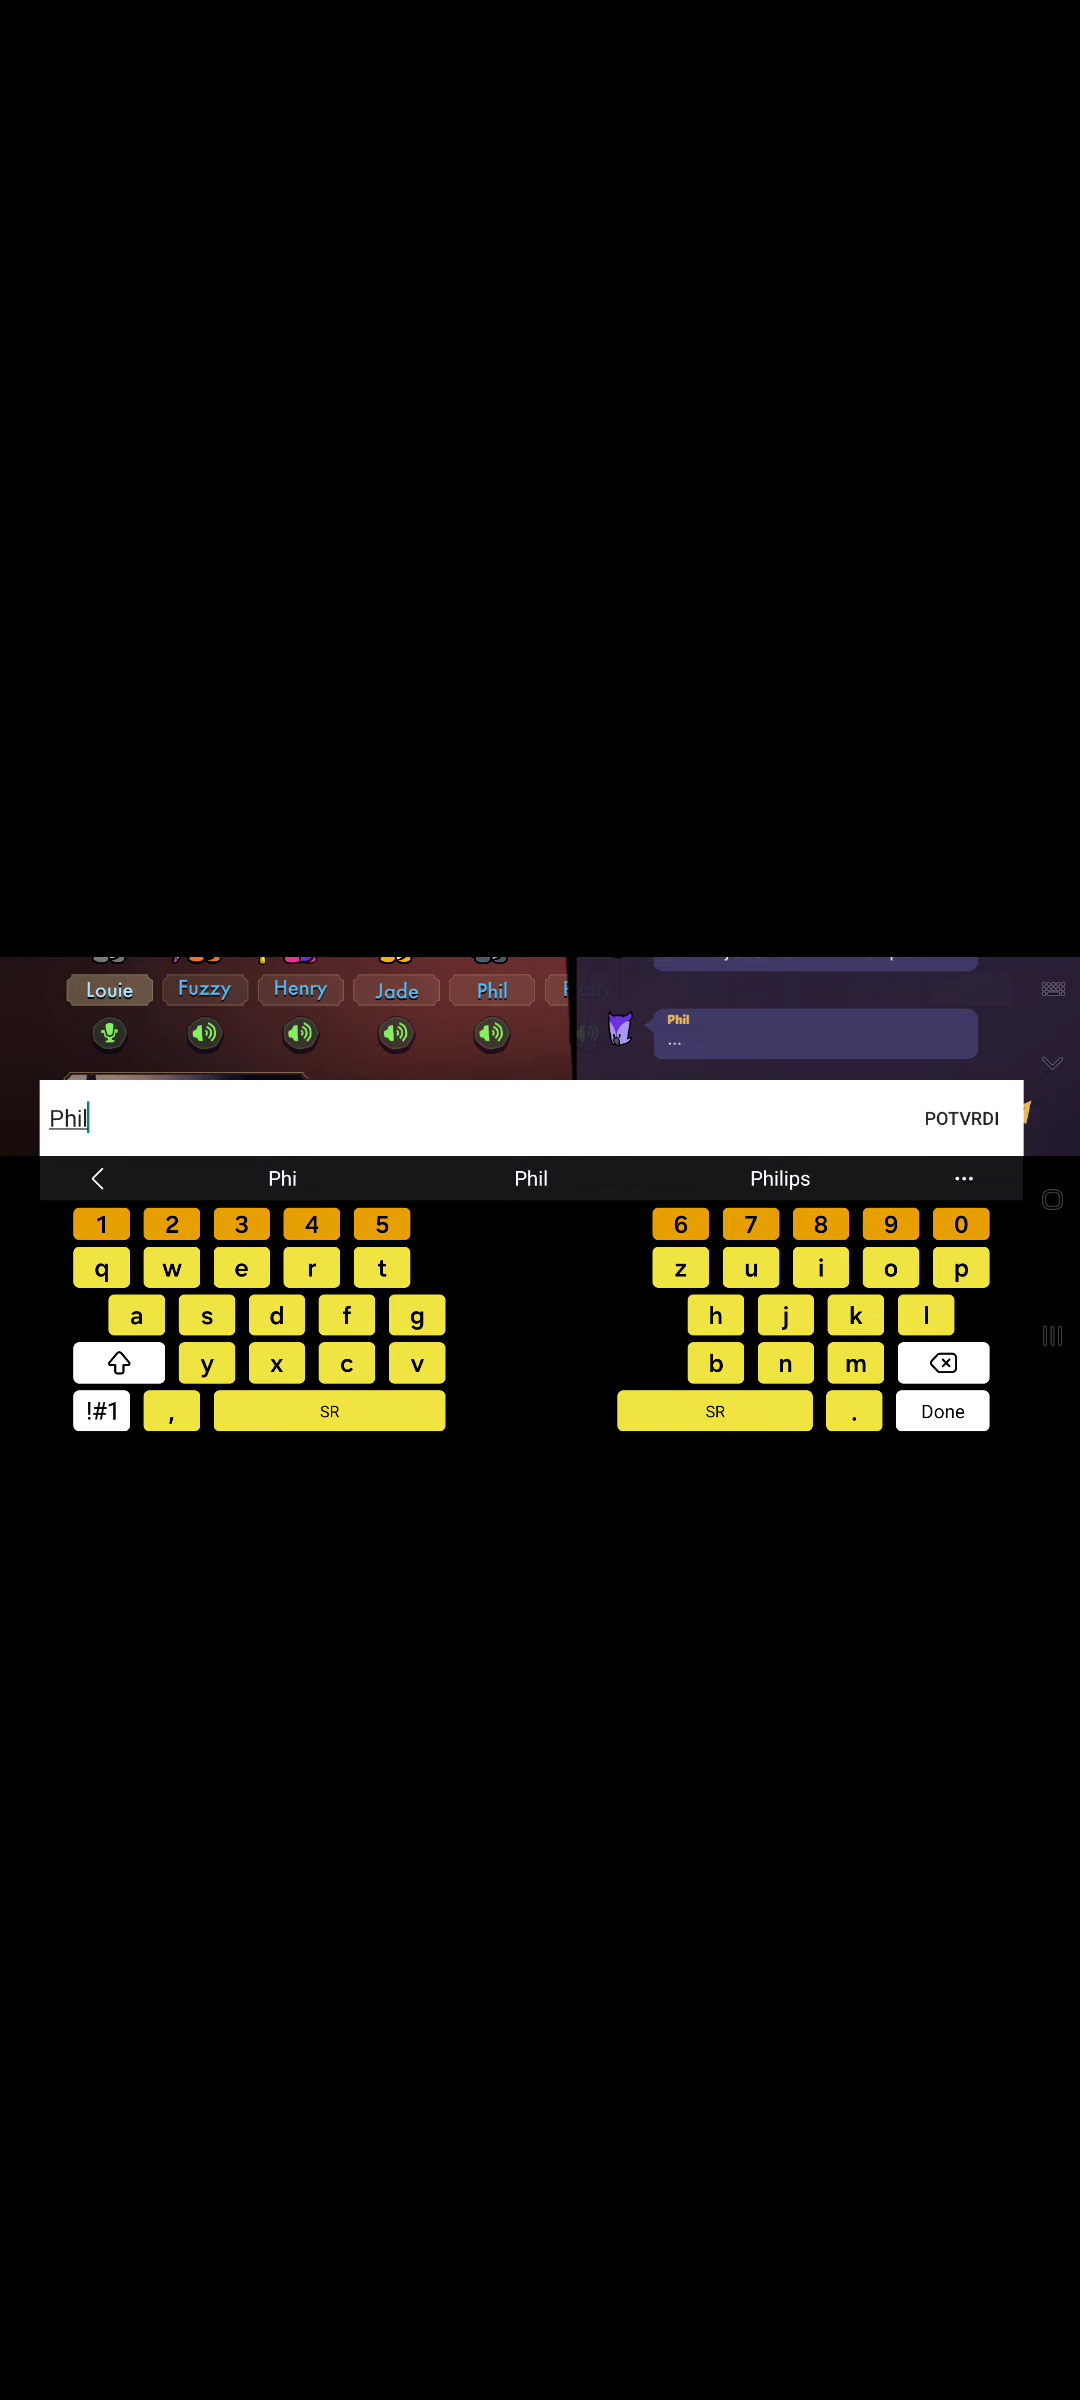 Louie Fuzzy Henry Jade Phil
Phil
...
Phil POTVRDI
Phi Phil Philips ...
1 2 3 4 5 6 7 8 9 0
q w e r t z u i o p
a s d f g h j k l
y x c v b n m
!#1 , SR SR . Done